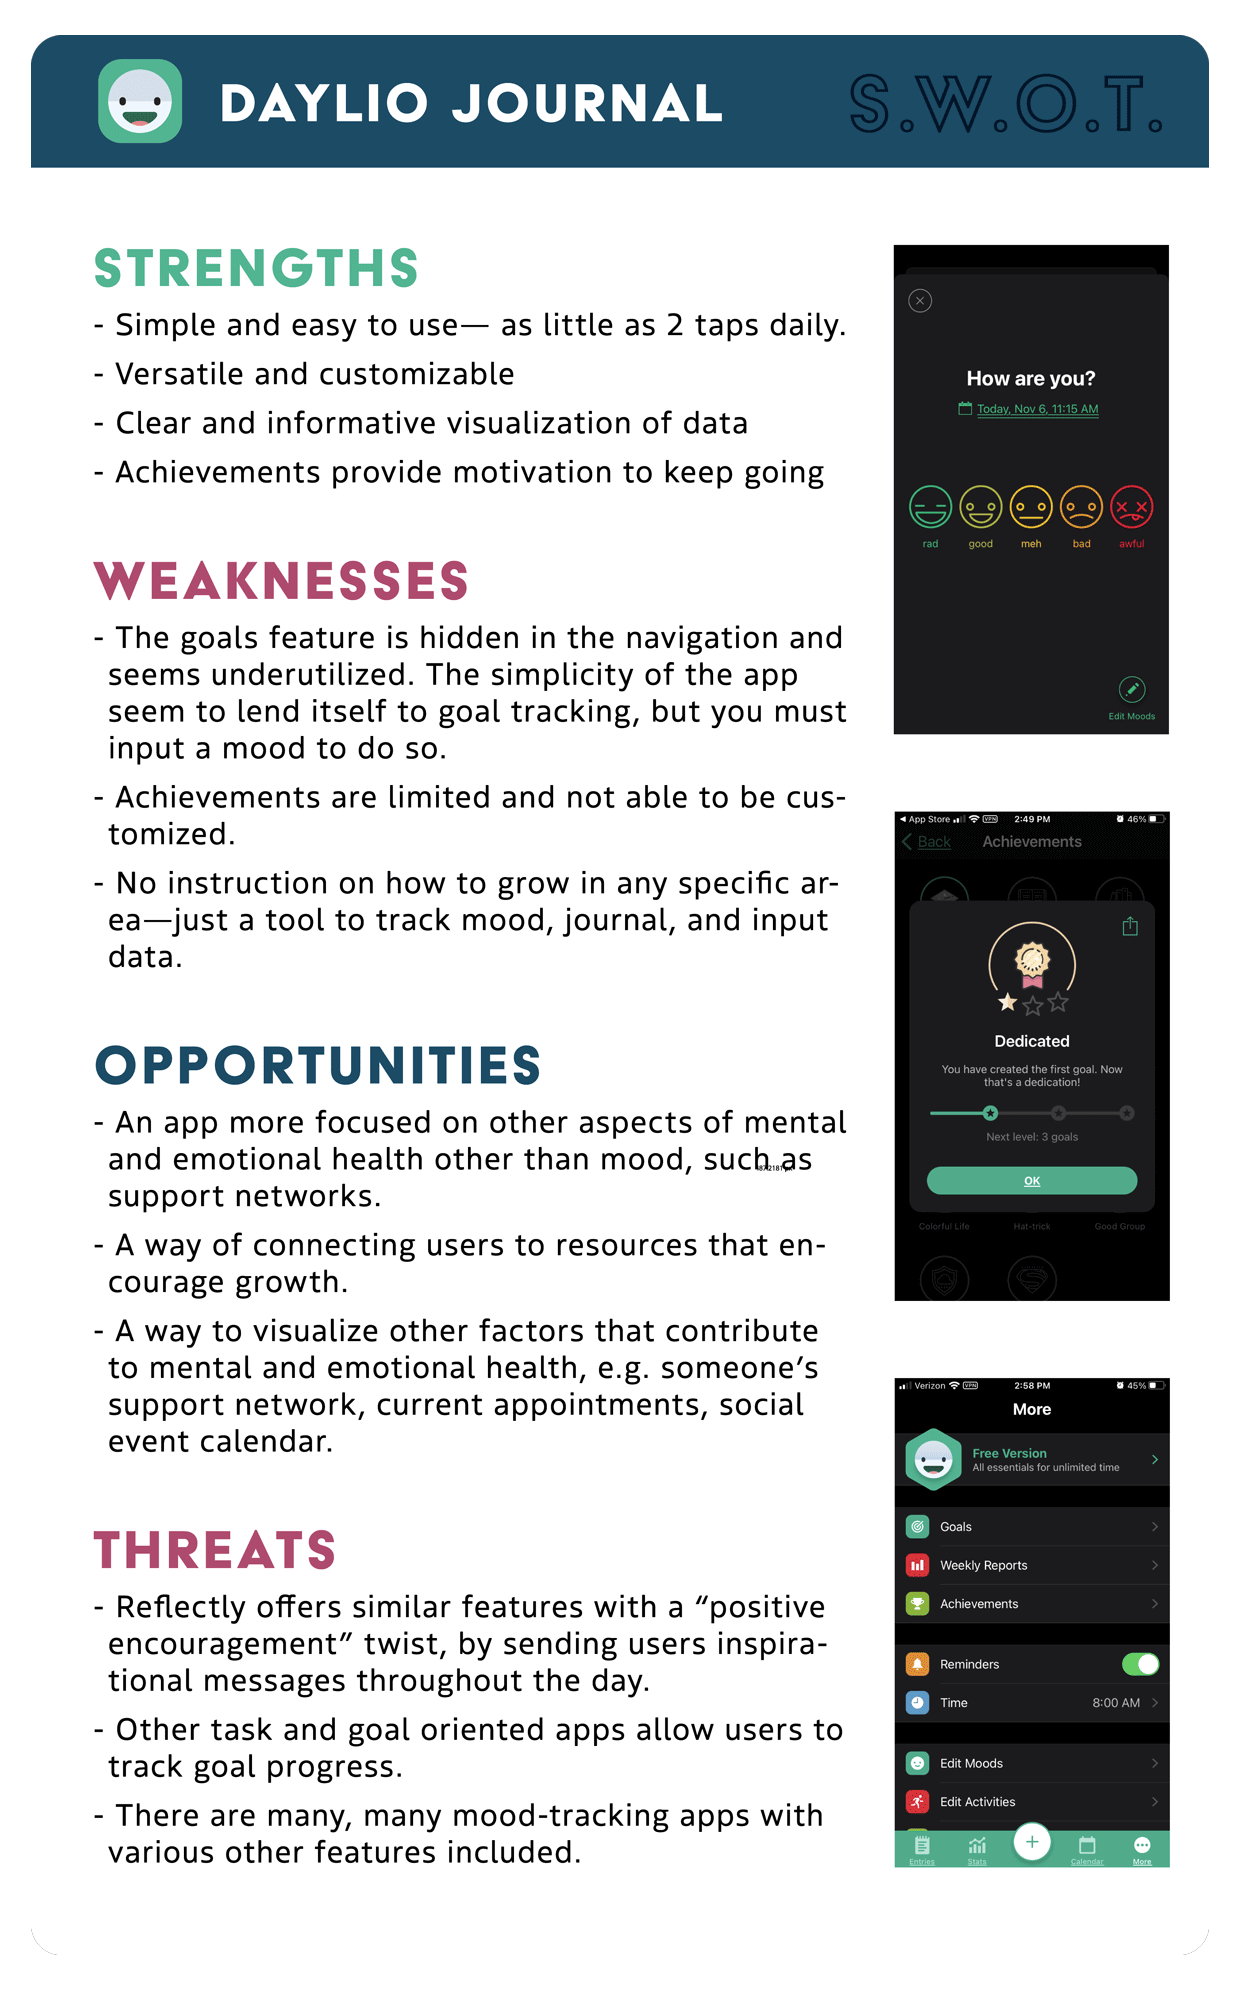 DAYLIO JOURNAL
S.W.O.T.
STRENGTHS
- Simple and easy to use— as little as 2 taps daily.
- Versatile and customizable
- Clear and informative visualization of data
- Achievements provide motivation to keep going
WEAKNESSES
- The goals feature is hidden in the navigation and
seems underutilized. The simplicity of the app
seem to lend itself to goal tracking, but you must
input a mood to do so.
- Achievements are limited and not able to be cus-
tomized.
- No instruction on how to grow in any specific ar-
ea—just a tool to track mood, journal, and input
data.
OPPORTUNITIES
- An app more focused on other aspects of mental
and emotional health other than mood, such as
support networks.
- A way of connecting users to resources that en-
courage growth.
- A way to visualize other factors that contribute
to mental and emotional health, e.g. someone’s
support network, current appointments, social
event calendar.
THREATS
- Reflectly offers similar features with a “positive
encouragement” twist, by sending users inspira-
tional messages throughout the day.
- Other task and goal oriented apps allow users to
track goal progress.
- There are many, many mood-tracking apps with
various other features included.
How are you?
Today, Nov 6, 11:15 AM
rad good meh bad awful
Edit Moods
App Store VPN 2:49 PM 46%
Back Achievements
Dedicated
You have created the first goal. Now
that's a dedication!
Next level: 3 goals
OK
Colorful Life Hat-trick Good Group
Verizon VPN 2:58 PM 45%
More
Free Version
All essentials for unlimited time
Goals
Weekly Reports
Achievements
Reminders
Time 8:00 AM
Edit Moods
Edit Activities
Entries Stats Calendar More